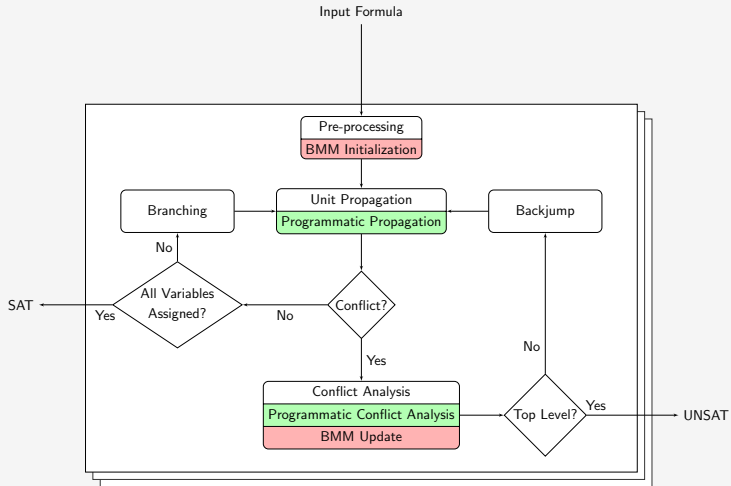 Input Formula
Pre-processing
BMM Initialization
Unit Propagation
Programmatic Propagation
Branching
Backjump
No
All Variables
Assigned?
Yes
SAT
Conflict?
No
Yes
Conflict Analysis
Programmatic Conflict Analysis
BMM Update
No
Top Level?
Yes
UNSAT